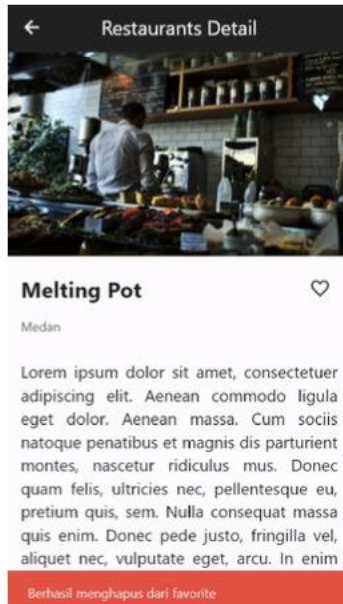 Restaurants Detail
Melting Pot
Medan
Lorem ipsum dolor sit amet, consectetuer
adipiscing elit. Aenean commodo ligula
eget dolor. Aenean massa. Cum sociis
natoque penatibus et magnis dis parturient
montes, nascetur ridiculus mus. Donec
quam felis, ultricies nec, pellentesque eu,
pretium quis, sem. Nulla consequat massa
quis enim. Donec pede justo, fringilla vel,
aliquet nec, vulputate eget, arcu. In enim
Berhasil menghapus dari favorite